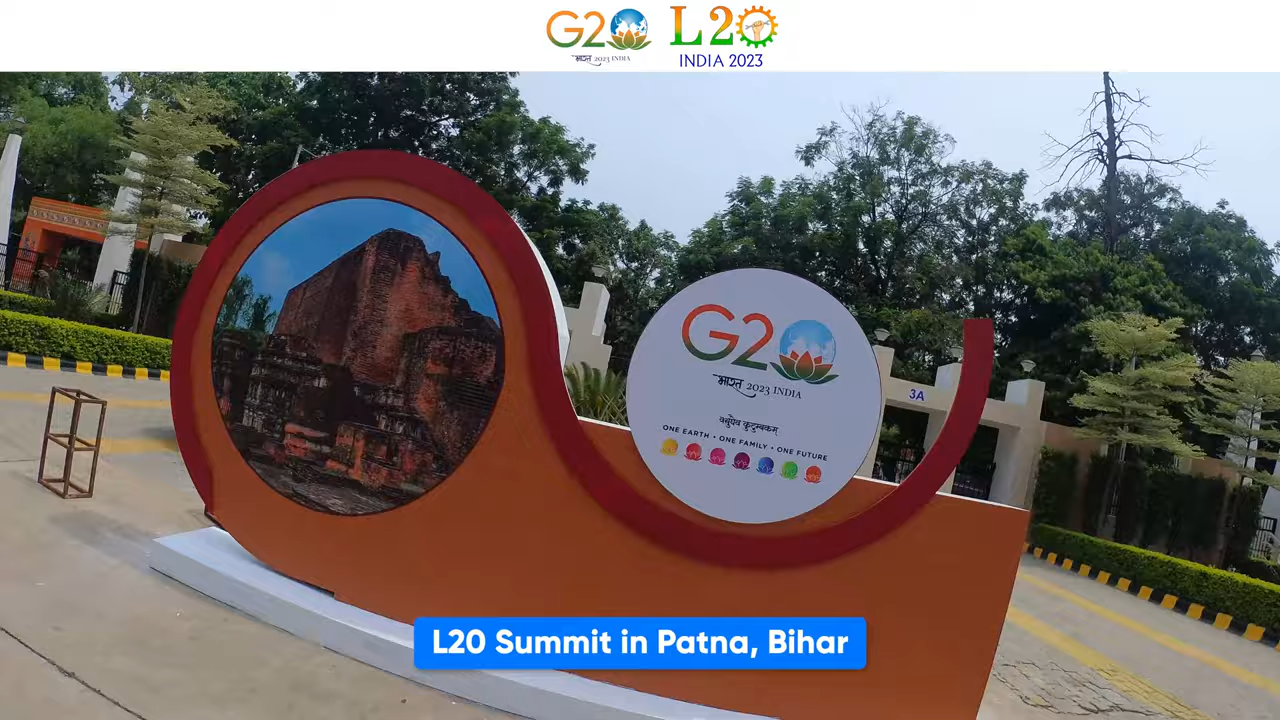 G20 L20
भारत 2023 INDIA INDIA 2023
3A
G20
भारत 2023 INDIA
वसुधैव कुटुम्बकम्
ONE EARTH • ONE FAMILY • ONE FUTURE
L20 Summit in Patna, Bihar